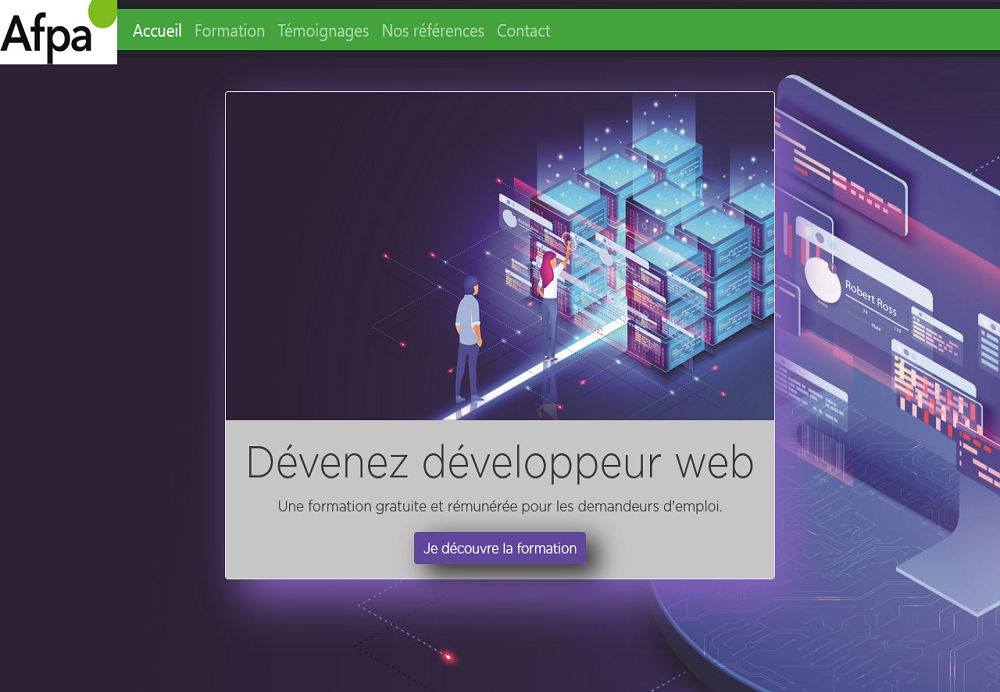 Afpa
Accueil Formation Témoignages Nos références Contact
Robert Ross
Male
Dévenez développeur web
Une formation gratuite et rémunérée pour les demandeurs d'emploi.
Je découvre la formation